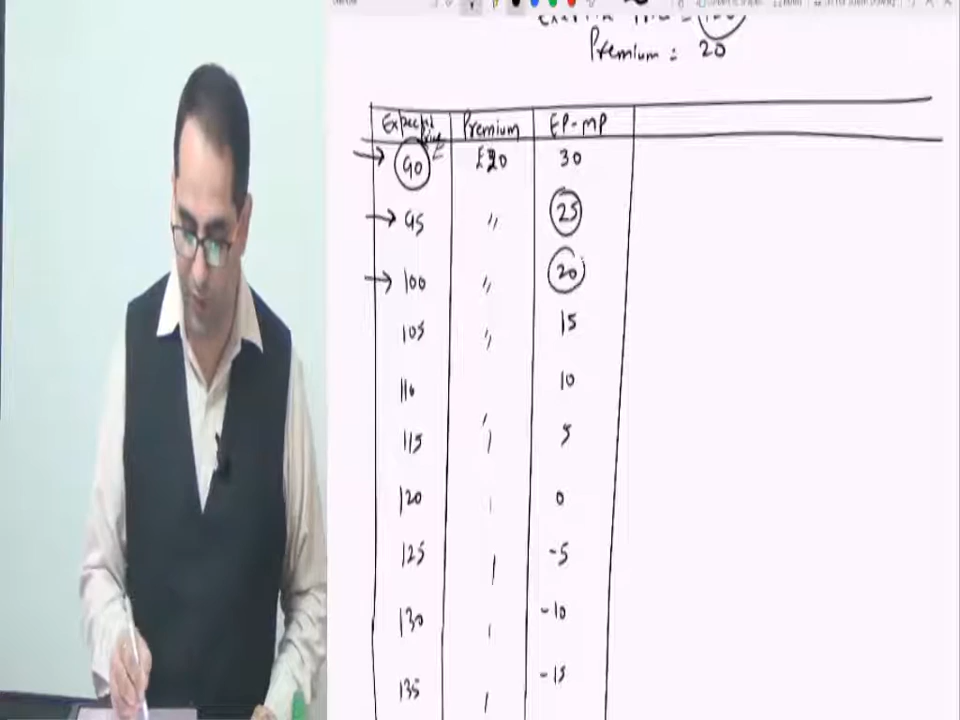 Premium = 20
Expected Price Premium EP-MP
90 £20 30
95 〃 25
100 〃 20
105 〃 15
110 10
115 〃 5
120 0
125 -5
130 -10
135 -15